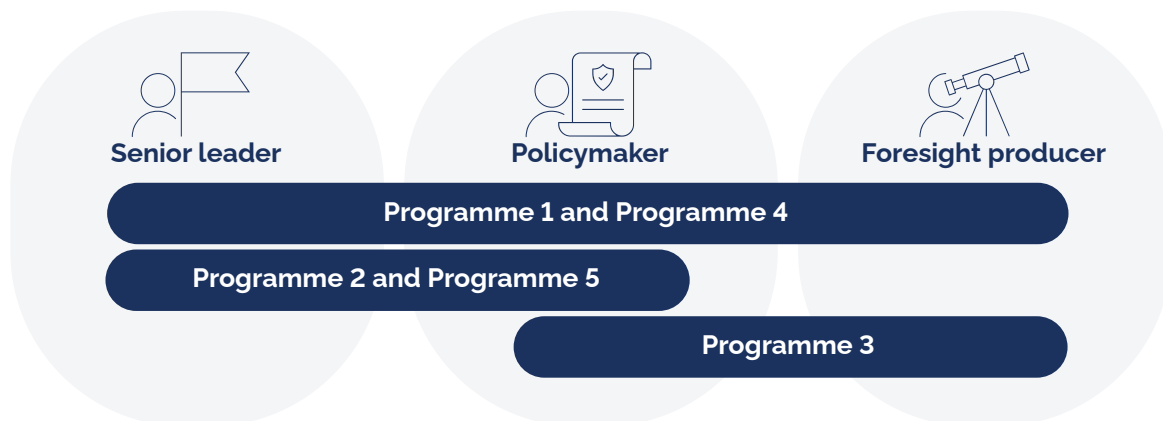 Senior leader
Policymaker
Foresight producer
Programme 1 and Programme 4
Programme 2 and Programme 5
Programme 3